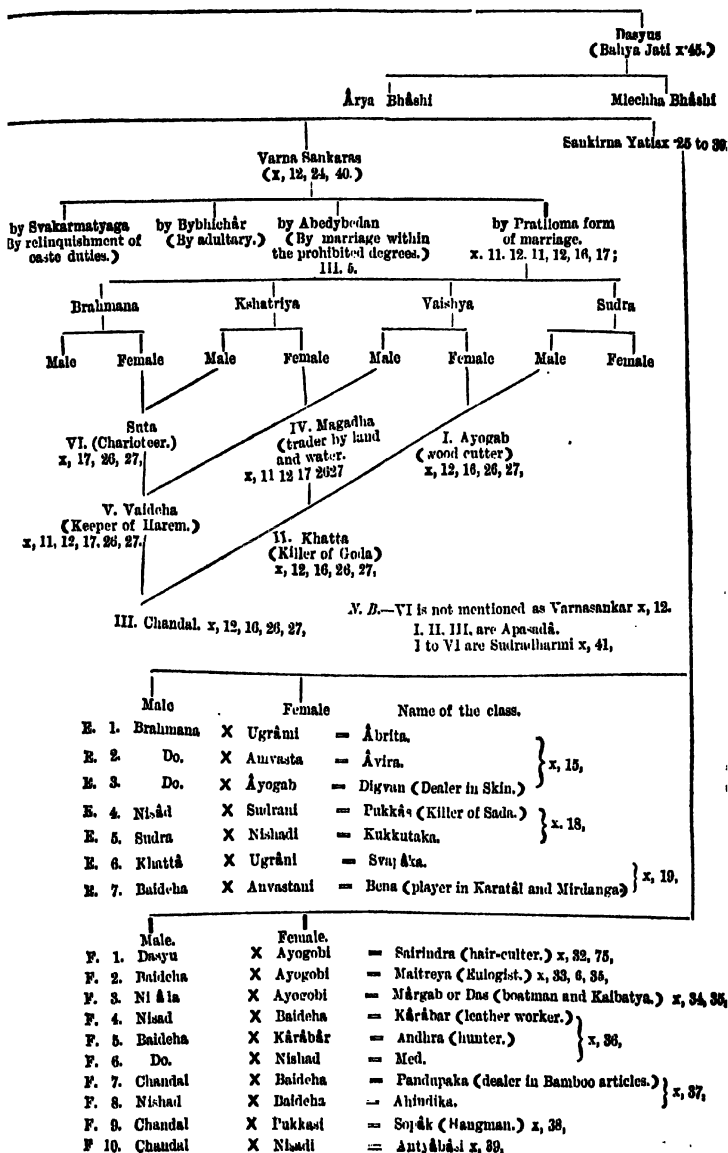 Dasyus
(Bahya Jati x 45.)
Ârya Bhâshi Mlechha Bhâshi
Sankirna Yatisx 25 to 39.
Varna Sankaras
(x, 12, 24, 40.)
by Svakarmatyaga by Bybhichâr by Abedybedan by Pratiloma form
By relinquishment of (By adultary.) (By marriage within of marriage.
caste duties.) the prohibited degrees.) x. 11. 12. 11, 12, 16, 17;
III. 5.
Brahmana Kshatriya Vaishya Sudra
Male Female Male Female Male Female Male Female
Suta IV. Magadha
VI. (Charioteer.) (trader by land I. Ayogab
x, 17, 26, 27, and water. (wood cutter)
x, 11 12 17 2627 x, 12, 16, 26, 27,
V. Vaideha
(Keeper of Harem.) II. Khatta
x, 11, 12, 17. 26, 27. (Killer of Goda)
x, 12, 16, 26, 27,
III. Chandal. x, 12, 16, 26, 27, N. B.—VI is not mentioned as Varnasankar x, 12.
I. II. III. are Apasadâ.
I to VI are Sudradharmi x, 41,
Male Female Name of the class.
E. 1. Brahmana X Ugrâmi = Âbrita.
E. 2. Do. X Amvasta = Âvira. } x, 15,
E. 3. Do. X Âyogab = Digvan (Dealer in Skin.)
E. 4. Nisâd X Sudrani = Pukkâs (Killer of Sada.) } x. 18,
E. 5. Sudra X Nishadi = Kukkutaka.
E. 6. Khattâ X Ugrâni = Svapâka.
E. 7. Baideha X Anvastani = Bena (player in Karatâl and Mirdanga) } x, 19,
Male. Female.
F. 1. Dasyu X Ayogobi = Sairindra (hair-culter.) x, 32, 75,
F. 2. Baideha X Ayogobi = Maitreya (Eulogist.) x, 33, 6, 35,
F. 3. X Ayogobi = Mârgab or Das (boatman and Kaibatya.) x, 34, 35,
F. 4. Nisad X Baideha = Kârâbar (leather worker.)
F. 5. Baideha X Kârâbâr = Andhra (hunter.) } x, 36,
F. 6. Do. X Nishad = Med.
F. 7. Chandal X Baideha = Pandupaka (dealer in Bamboo articles.) } x, 37,
F. 8. Nishad X Baideha = Ahindika.
F. 9. Chandal X Pukkasi = Sopâk (Hangman.) x, 38,
F 10. Chandal X Nisadi = Antyâbâsi x, 39,